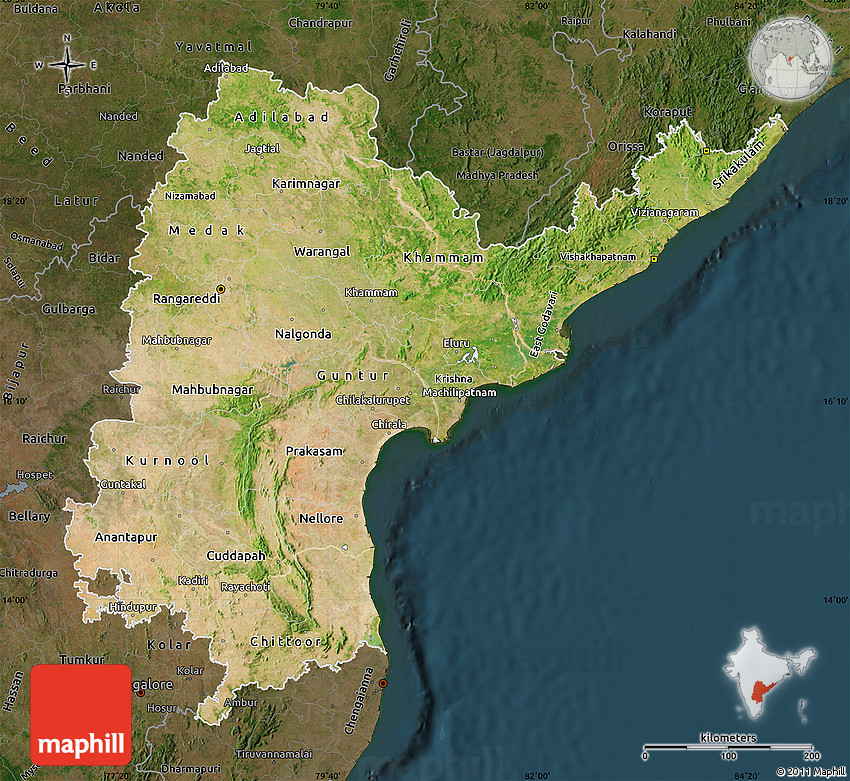 Buldana
Akola
79°40'
Chandrapur
82°00'
Raipur
84°20'
Phulbani
Kalahandi
Garhchiroli
Yavatmal
N
W E
S
Adilabad
Parbhani
Nanded
Adilabad
Koraput
Beed
Nanded
Jagtial
Bastar (Jagdalpur)
Orissa
Madhya Pradesh
Srikakulam
Karimnagar
Nizamabad
Latur
18°20'
18°20'
Vizianagaram
Medak
Osmanabad
Warangal
Khammam
Vishakhapatnam
Bidar
Solapur
Rangareddi
Khammam
Gulbarga
East Godavari
Nalgonda
Mahbubnagar
Eluru
Bijapur
Guntur
Krishna
Raichur
Mahbubnagar
Machilipatnam
16°10'
Chilakalurupet
16°10'
Chirala
Raichur
Prakasam
Kurnool
Hospet
Guntakal
maphill
Bellary
Nellore
Anantapur
Cuddapah
Chitradurga
Kadiri
Rayachoti
14°00'
14°00'
Hindupur
Chittoor
Kolar
Tumkur
Kolar
Hassan
galore
Chengaianna
Ambur
Hosur
maphill
kilometers
0 100 200
Tiruvannamalai
Dharmapuri
77°20'
79°40'
82°00'
84°20'
© 2011 Maphill